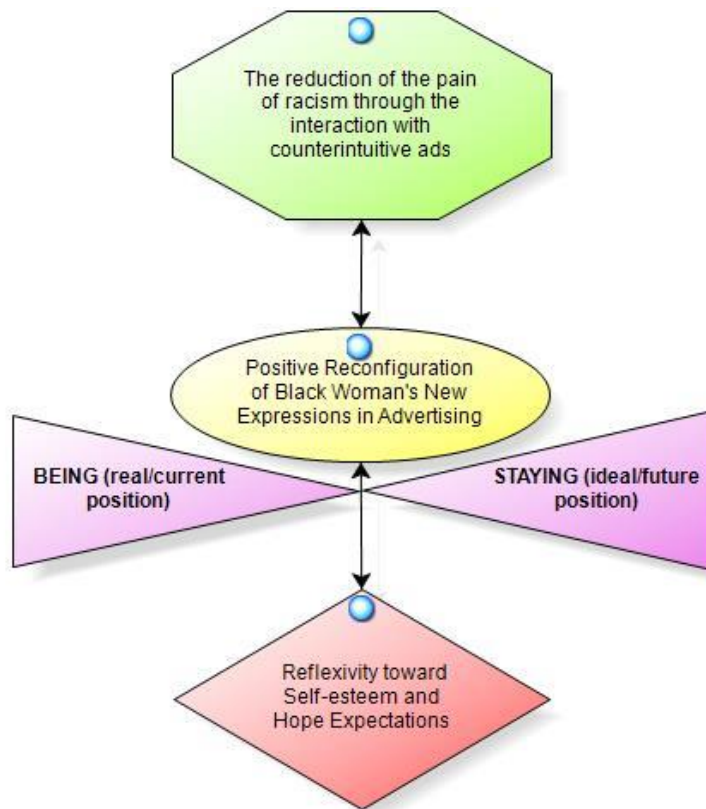 The reduction of the pain
of racism through the
interaction with
counterintuitive ads
Positive Reconfiguration
of Black Woman's New
Expressions in Advertising
BEING (real/current
position)
STAYING (ideal/future
position)
Reflexivity toward
Self-esteem and
Hope Expectations